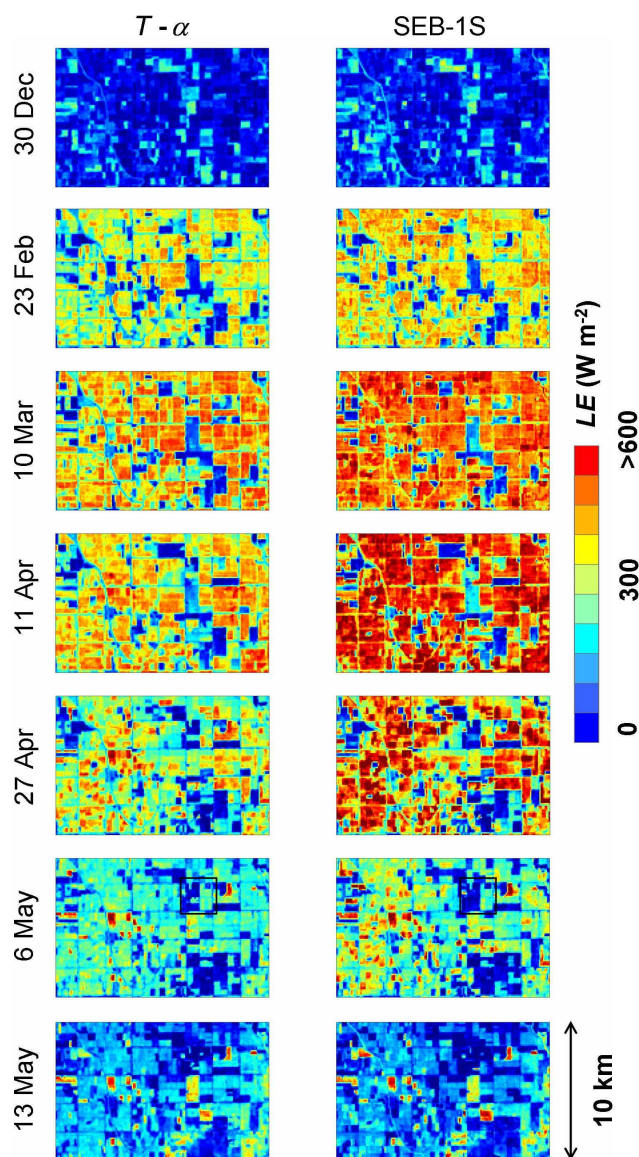 T - α
SEB-1S
30 Dec
23 Feb
10 Mar
11 Apr
27 Apr
6 May
13 May
LE (W m-2)
>600
300
0
10 km